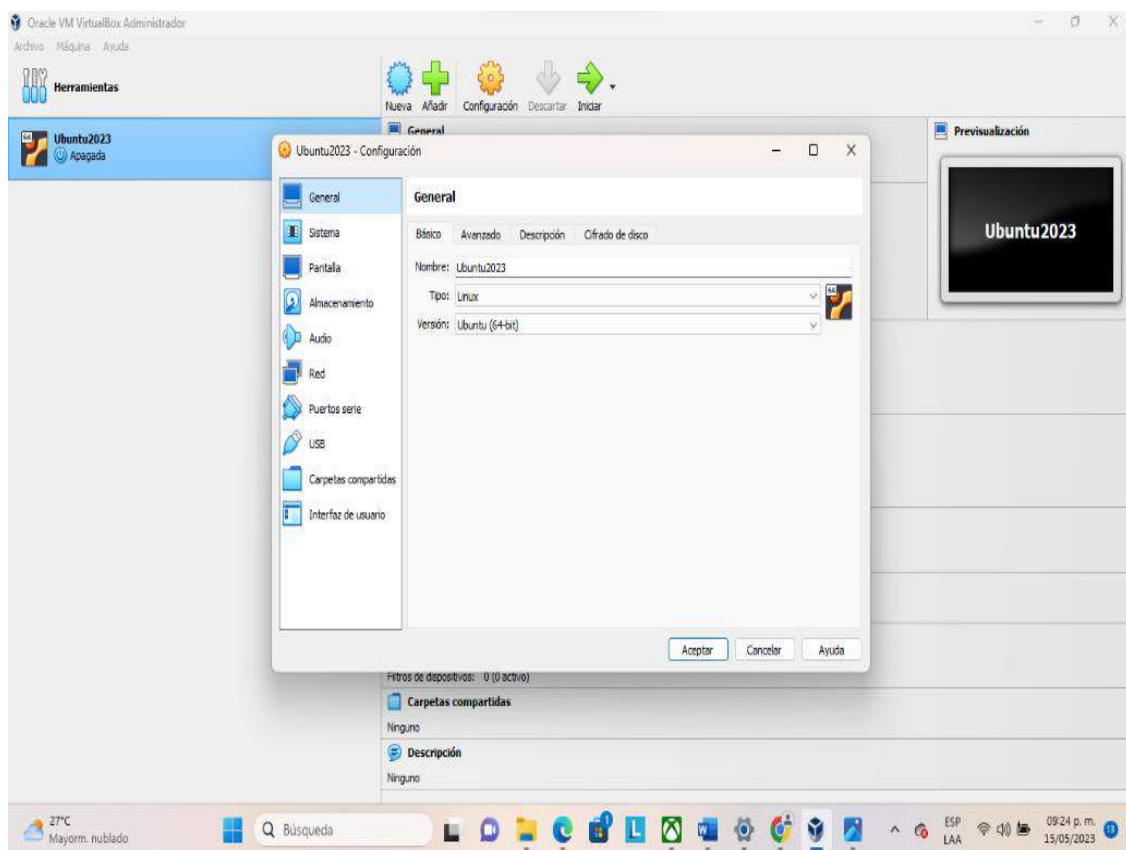 Oracle VM VirtualBox Administrador
Archivo Máquina Ayuda
Herramientas
Nueva Añadir Configuración Descartar Iniciar
64
Ubuntu2023
Apagada
General
Previsualización
Ubuntu2023
Ubuntu2023 - Configuración
General
Sistema
Pantalla
Almacenamiento
Audio
Red
Puertos serie
USB
Carpetas compartidas
Interfaz de usuario
General
Básico Avanzado Descripción Cifrado de disco
Nombre: Ubuntu2023
Tipo: Linux
64
Versión: Ubuntu (64-bit)
Aceptar Cancelar Ayuda
Filtros de dispositivos: 0 (0 activo)
Carpetas compartidas
Ninguno
Descripción
Ninguno
27°C
Mayorm. nublado
Búsqueda
L
ESP
LAA
09:24 p. m.
15/05/2023
13